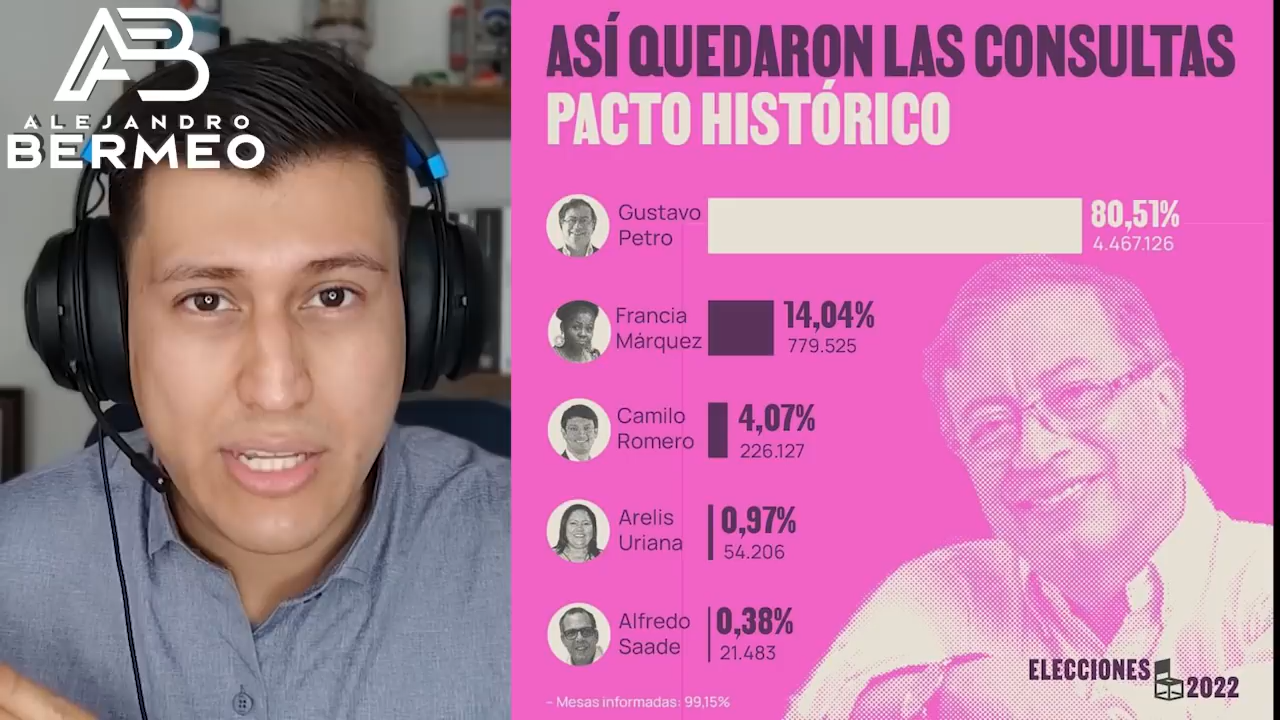 AB
ALEJANDRO
BERMEO
ASÍ QUEDARON LAS CONSULTAS
PACTO HISTÓRICO
Gustavo
Petro
80,51%
4.467.126
Francia
Márquez
14,04%
779.525
Camilo
Romero
4,07%
226.127
Arelis
Uriana
0,97%
54.206
Alfredo
Saade
0,38%
21.483
– Mesas informadas: 99,15%
ELECCIONES
2022